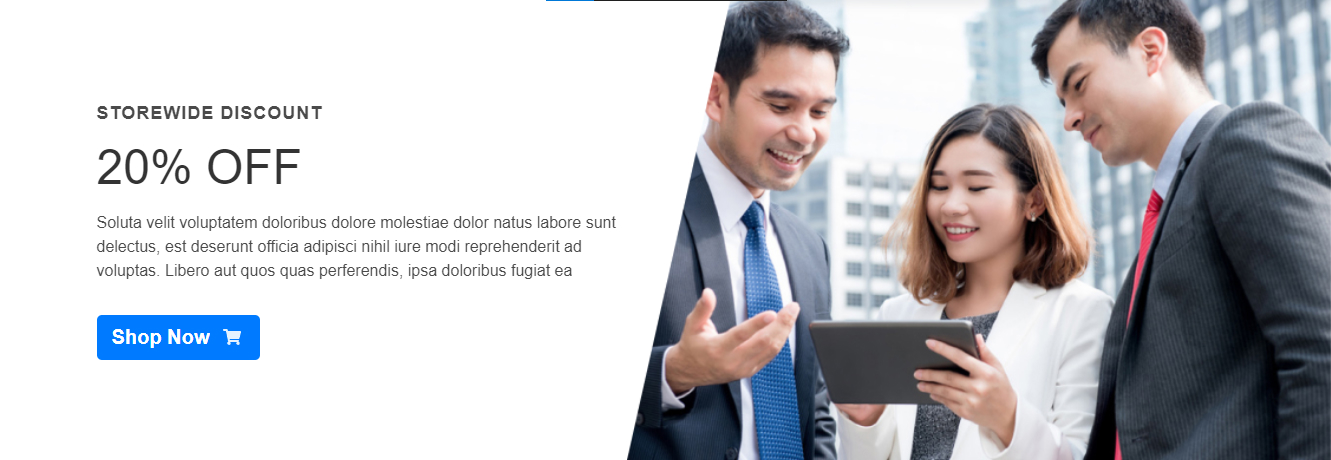 STOREWIDE DISCOUNT
20% OFF
Soluta velit voluptatem doloribus dolore molestiae dolor natus labore sunt
delectus, est deserunt officia adipisci nihil iure modi reprehenderit ad
voluptas. Libero aut quos quas perferendis, ipsa doloribus fugiat ea
Shop Now